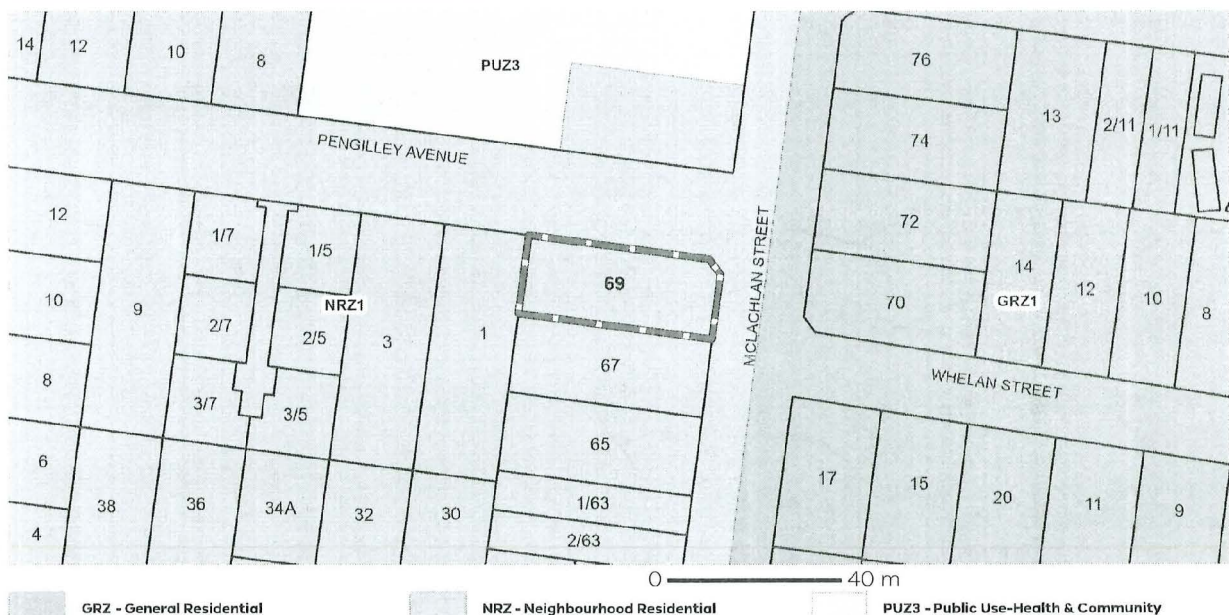 14 12 10 8
PUZ3
76
13 2/11 1/11
74
PENGILLEY AVENUE
12
1/7 1/5
72
MCLACHLAN STREET
69
14 12 10 8
NRZ1
GRZ1
10
9
2/7 2/5
3
1
70
67
WHELAN STREET
8
3/7 3/5
65
6
38 36 34A 32 30
1/63
2/63
4
17 15 20 11 9
0 40 m
GRZ - General Residential NRZ - Neighbourhood Residential PUZ3 - Public Use-Health & Community